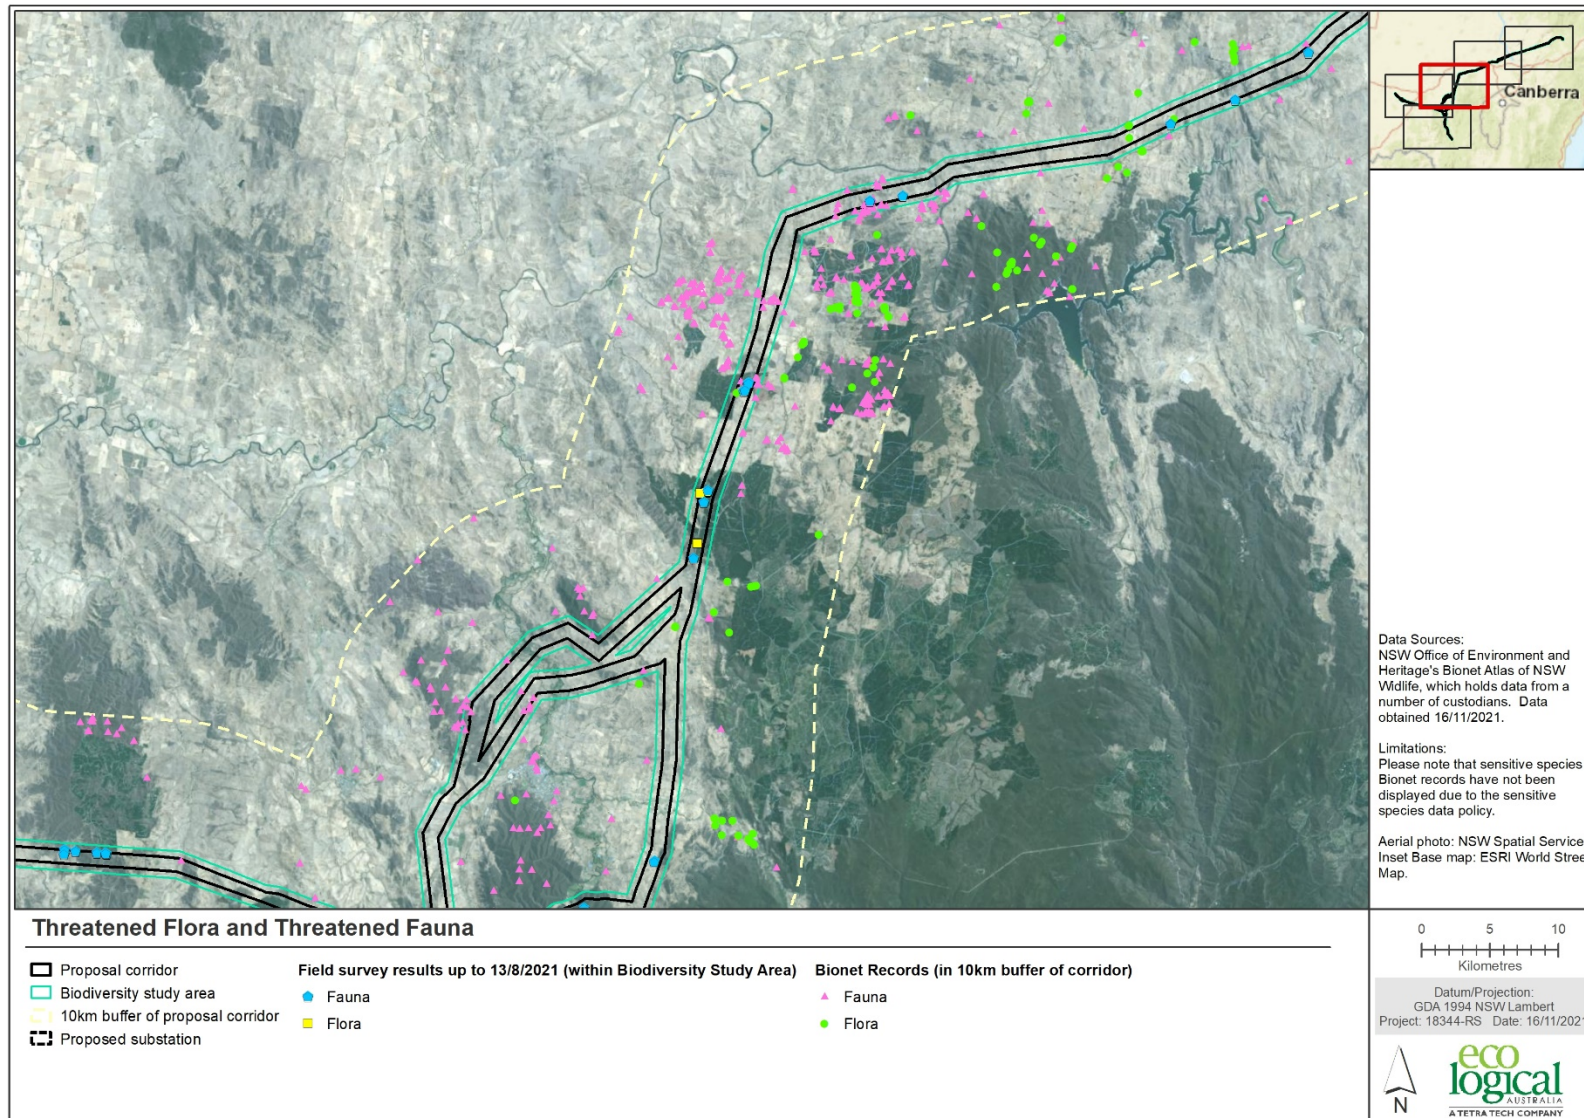 Canberra
Data Sources:
NSW Office of Environment and
Heritage's Bionet Atlas of NSW
Wldlife, which holds data from a
number of custodians. Data
obtained 16/11/2021.
Limitations:
Please note that sensitive species
Bionet records have not been
displayed due to the sensitive
species data policy.
Aerial photo: NSW Spatial Service
Inset Base map: ESRI World Stree
Map.
Threatened Flora and Threatened Fauna
Proposal corridor
Biodiversity study area
10km buffer of proposal corridor
Proposed substation
Field survey results up to 13/8/2021 (within Biodiversity Study Area)
Fauna
Flora
Bionet Records (in 10km buffer of corridor)
Fauna
Flora
0 5 10
Kilometres
Datum/Projection:
GDA 1994 NSW Lambert
Project: 18344-RS Date: 16/11/2021
N
eco
logical
AUSTRALIA
A TETRA TECH COMPANY